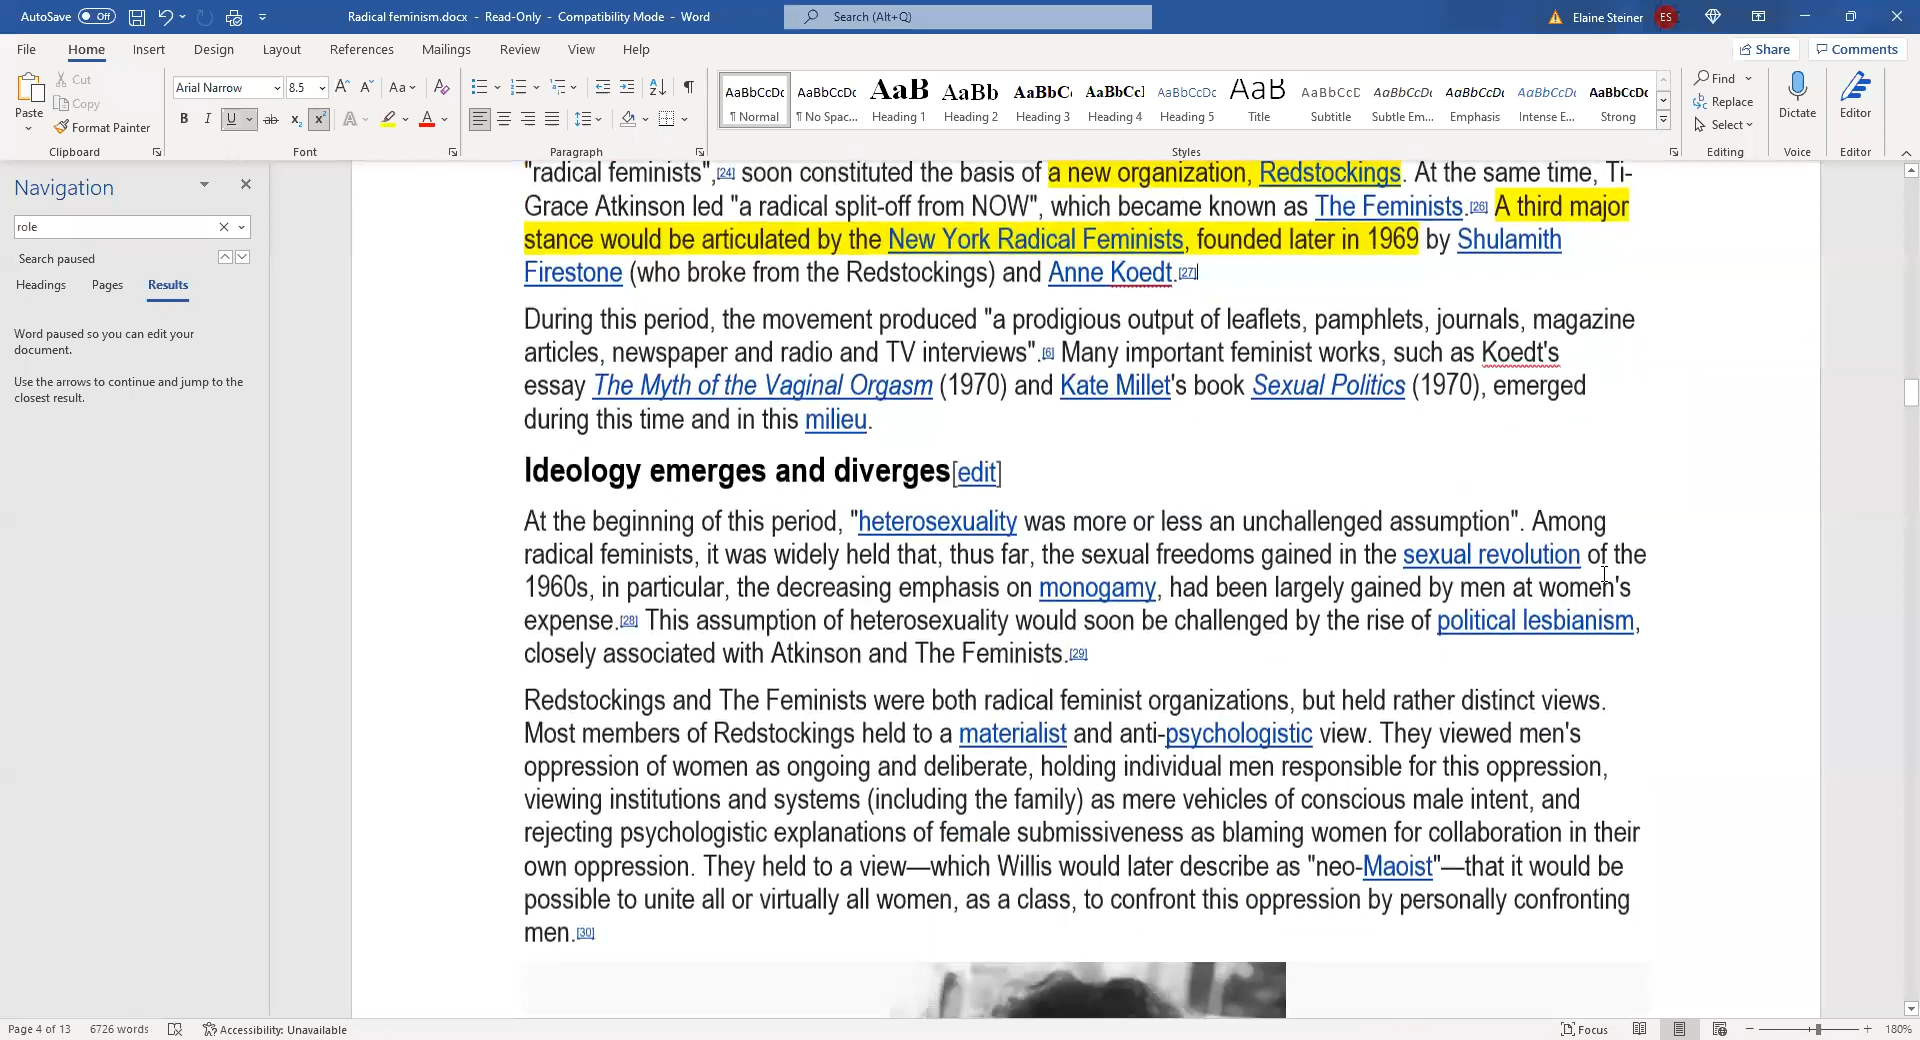 AutoSave Off Radical feminism.docx - Read-Only - Compatibility Mode - Word Search (Alt+Q) Elaine Steiner ES
File Home Insert Design Layout References Mailings Review View Help Share Comments
Paste
Cut
Copy
Format Painter
Clipboard
Arial Narrow 8.5 Aa
B I U ab x₂ x² A A
Font
Paragraph
AaBbCcDc AaBbCcDc AaB AaBb AaBbC AaBbCcI AaBbCcDc AaB AaBbCcD AaBbCcDc AaBbCcDc AaBbCcDc AaBbCcDc
¶ Normal ¶ No Spac... Heading 1 Heading 2 Heading 3 Heading 4 Heading 5 Title Subtitle Subtle Em... Emphasis Intense E... Strong
Styles
Find
Replace
Select
Editing
Dictate
Voice
Editor
Editor
Navigation
role
Search paused
Headings Pages Results
Word paused so you can edit your
document.
Use the arrows to continue and jump to the
closest result.
"radical feminists",[24] soon constituted the basis of a new organization, Redstockings. At the same time, Ti-
Grace Atkinson led "a radical split-off from NOW", which became known as The Feminists.[26] A third major
stance would be articulated by the New York Radical Feminists, founded later in 1969 by Shulamith
Firestone (who broke from the Redstockings) and Anne Koedt.[27]
During this period, the movement produced "a prodigious output of leaflets, pamphlets, journals, magazine
articles, newspaper and radio and TV interviews".[6] Many important feminist works, such as Koedt's
essay The Myth of the Vaginal Orgasm (1970) and Kate Millet's book Sexual Politics (1970), emerged
during this time and in this milieu.
Ideology emerges and diverges[edit]
At the beginning of this period, "heterosexuality was more or less an unchallenged assumption". Among
radical feminists, it was widely held that, thus far, the sexual freedoms gained in the sexual revolution of the
1960s, in particular, the decreasing emphasis on monogamy, had been largely gained by men at women's
expense.[28] This assumption of heterosexuality would soon be challenged by the rise of political lesbianism,
closely associated with Atkinson and The Feminists.[29]
Redstockings and The Feminists were both radical feminist organizations, but held rather distinct views.
Most members of Redstockings held to a materialist and anti-psychologistic view. They viewed men's
oppression of women as ongoing and deliberate, holding individual men responsible for this oppression,
viewing institutions and systems (including the family) as mere vehicles of conscious male intent, and
rejecting psychologistic explanations of female submissiveness as blaming women for collaboration in their
own oppression. They held to a view—which Willis would later describe as "neo-Maoist"—that it would be
possible to unite all or virtually all women, as a class, to confront this oppression by personally confronting
men.[30]
Page 4 of 13 6726 words Accessibility: Unavailable Focus 180%